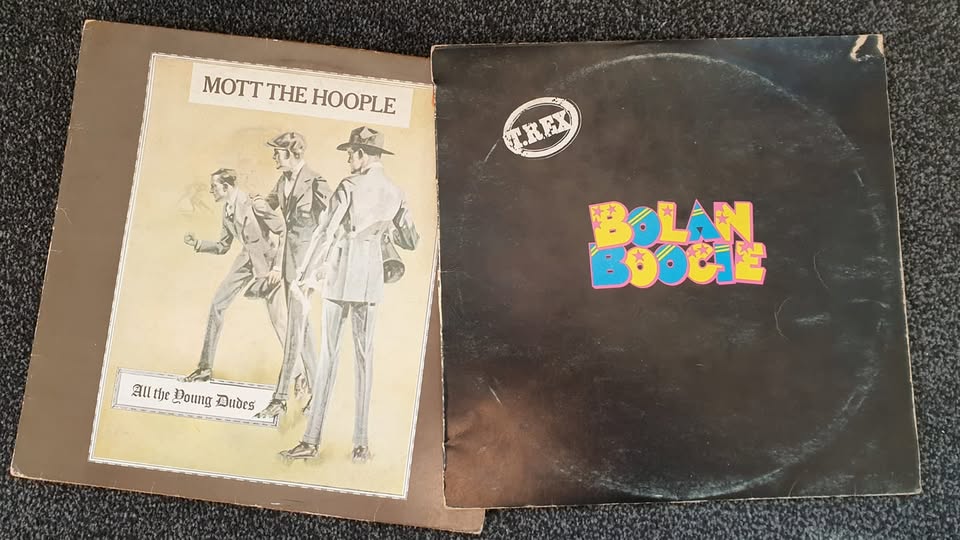 MOTT THE HOOPLE
All the Young Dudes
T.REX
BOLAN
BOOGIE